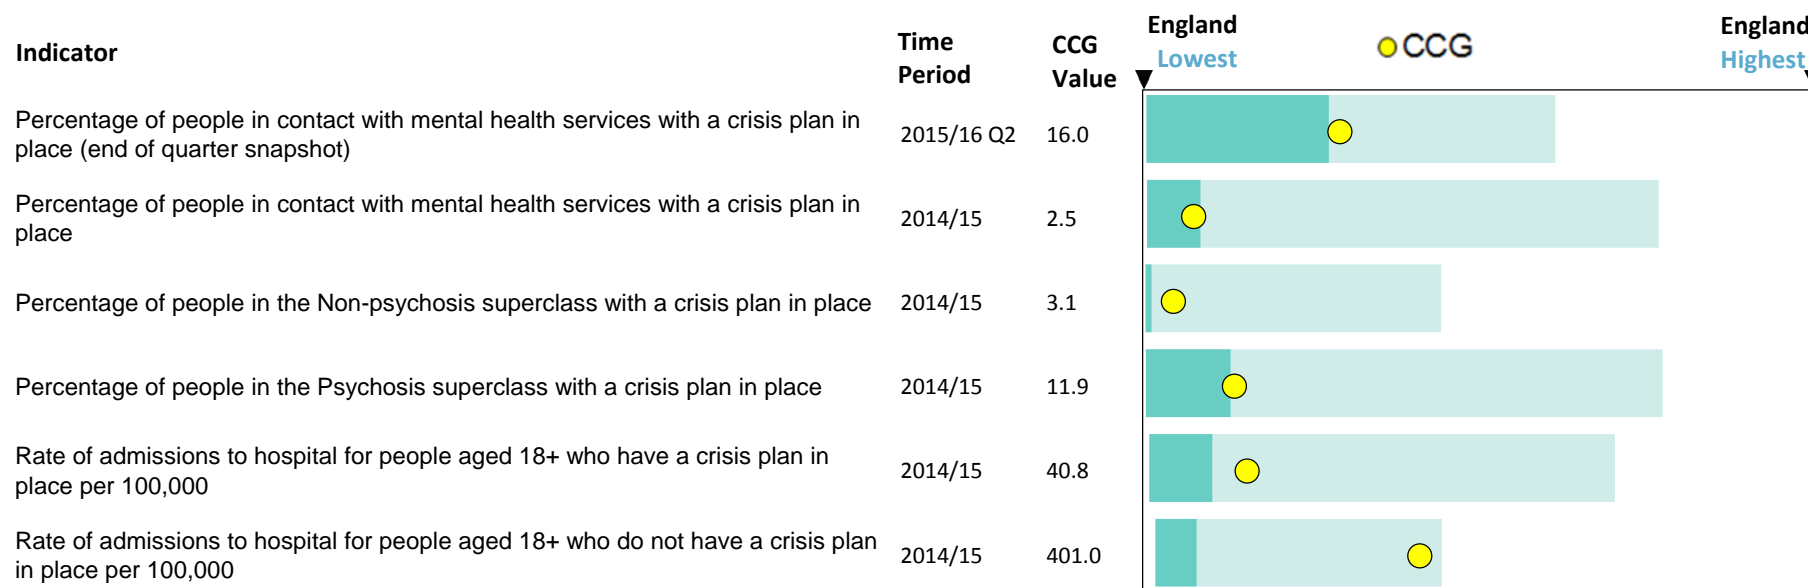 Indicator
Time
Period
CCG
Value
England
Lowest
CCG
England
Highest
Percentage of people in contact with mental health services with a crisis plan in
place (end of quarter snapshot)
2015/16 Q2
16.0
Percentage of people in contact with mental health services with a crisis plan in
place
2014/15
2.5
Percentage of people in the Non-psychosis superclass with a crisis plan in place
2014/15
3.1
Percentage of people in the Psychosis superclass with a crisis plan in place
2014/15
11.9
Rate of admissions to hospital for people aged 18+ who have a crisis plan in
place per 100,000
2014/15
40.8
Rate of admissions to hospital for people aged 18+ who do not have a crisis plan
in place per 100,000
2014/15
401.0